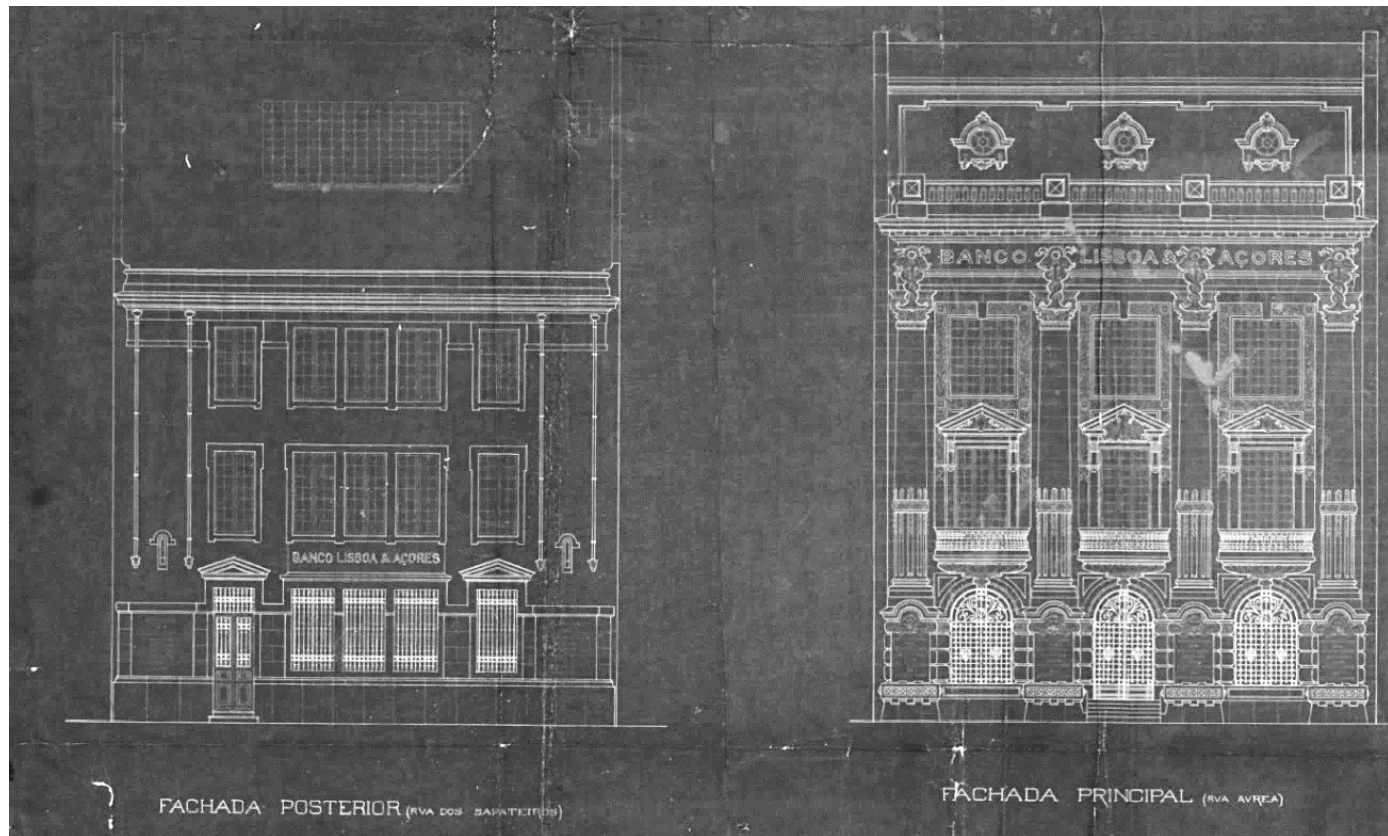 BANCO LISBOA & AÇORES
BANCO LISBOA & AÇORES
FACHADA POSTERIOR (RVA DOS SAPATEIROS)
FACHADA PRINCIPAL (RVA AVREA)